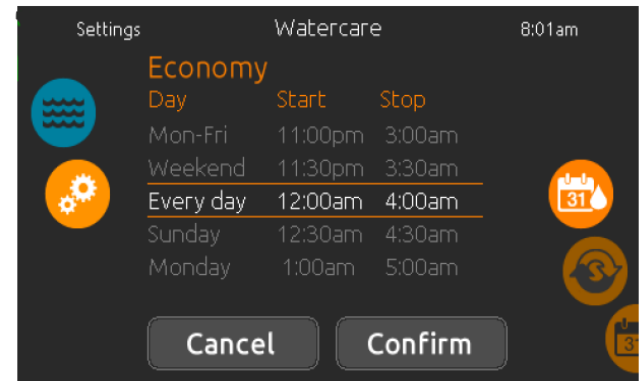 Settings Watercare 8:01am
Economy
Day Start Stop
Mon-Fri 11:00pm 3:00am
Weekend 11:30pm 3:30am
Every day 12:00am 4:00am
31
Sunday 12:30am 4:30am
Monday 1:00am 5:00am
Cancel Confirm